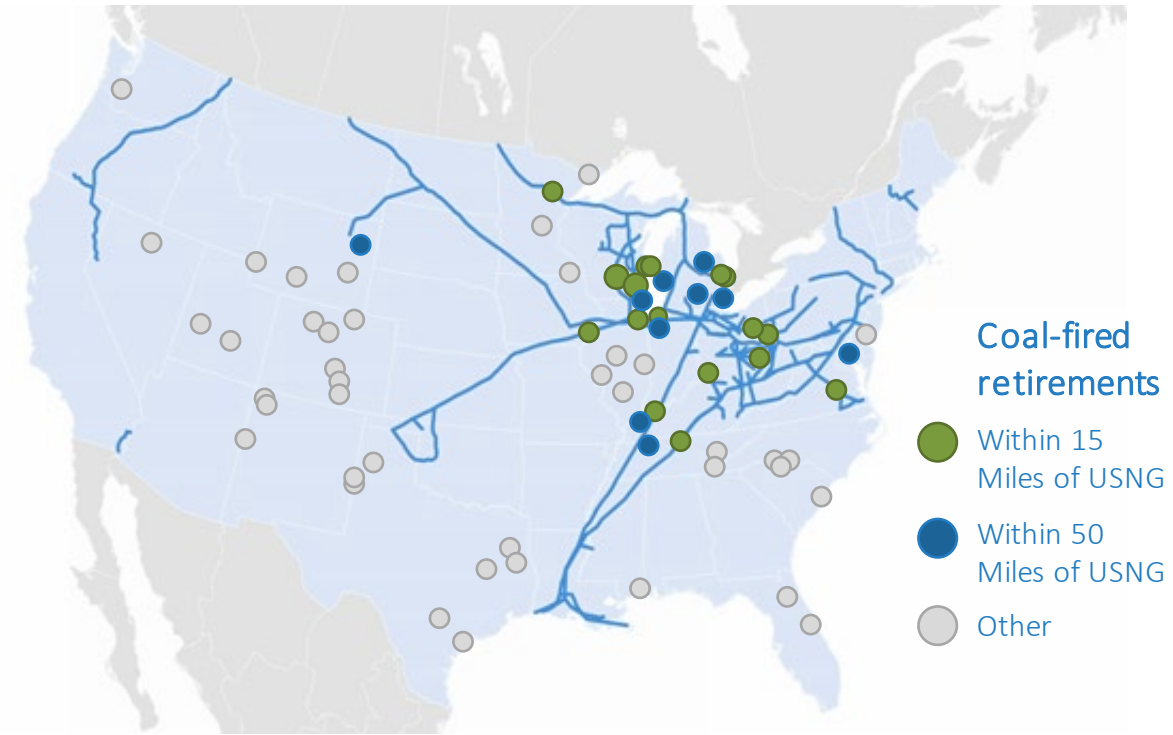 Coal-fired
retirements
Within 15
Miles of USNG
Within 50
Miles of USNG
Other